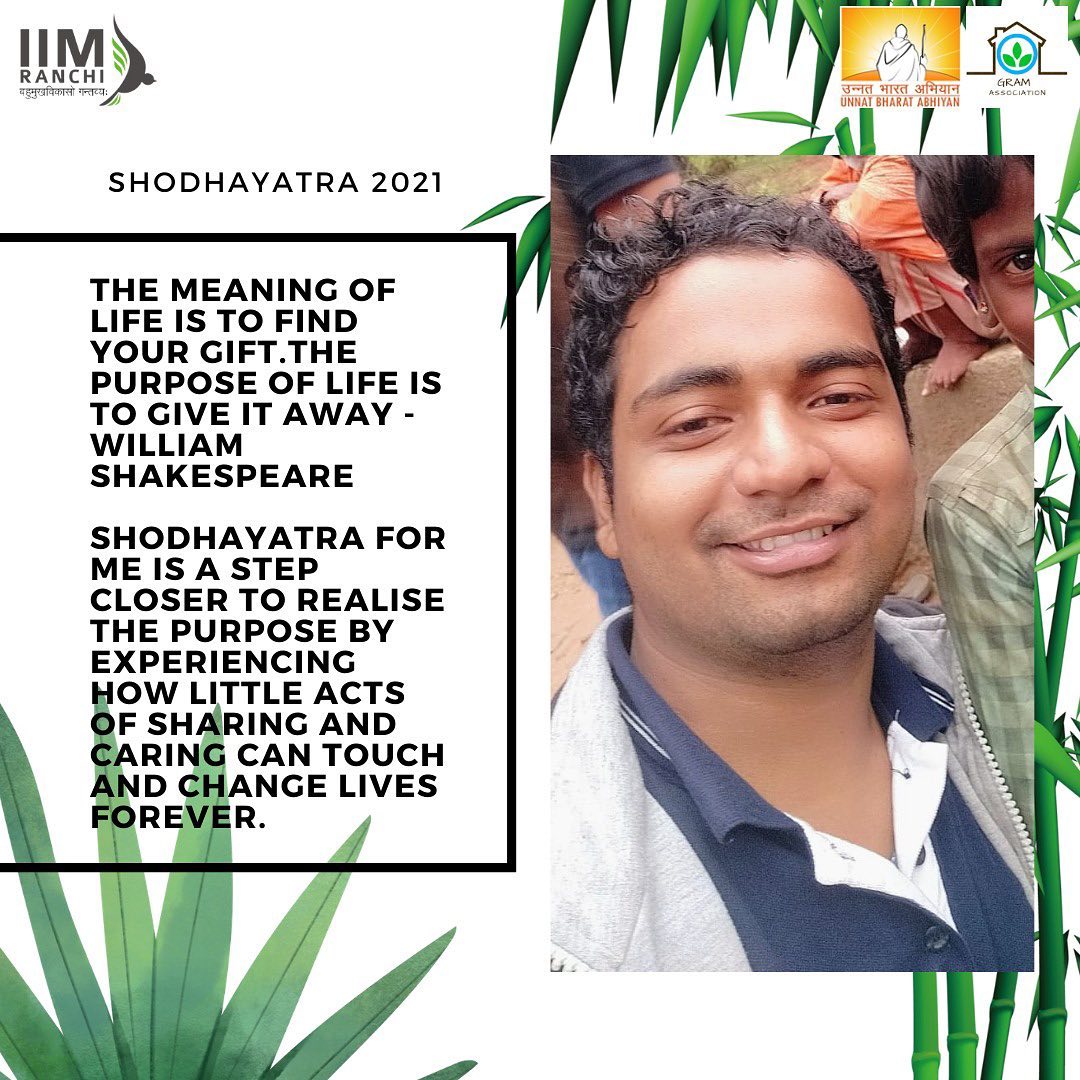 IIM
RANCHI
बहुमुखविकासो गन्तव्यः
उन्नत भारत अभियान
UNNAT BHARAT ABHIYAN
GRAM
ASSOCIATION
SHODHAYATRA 2021
THE MEANING OF
LIFE IS TO FIND
YOUR GIFT.THE
PURPOSE OF LIFE IS
TO GIVE IT AWAY -
WILLIAM
SHAKESPEARE
SHODHAYATRA FOR
ME IS A STEP
CLOSER TO REALISE
THE PURPOSE BY
EXPERIENCING
HOW LITTLE ACTS
OF SHARING AND
CARING CAN TOUCH
AND CHANGE LIVES
FOREVER.